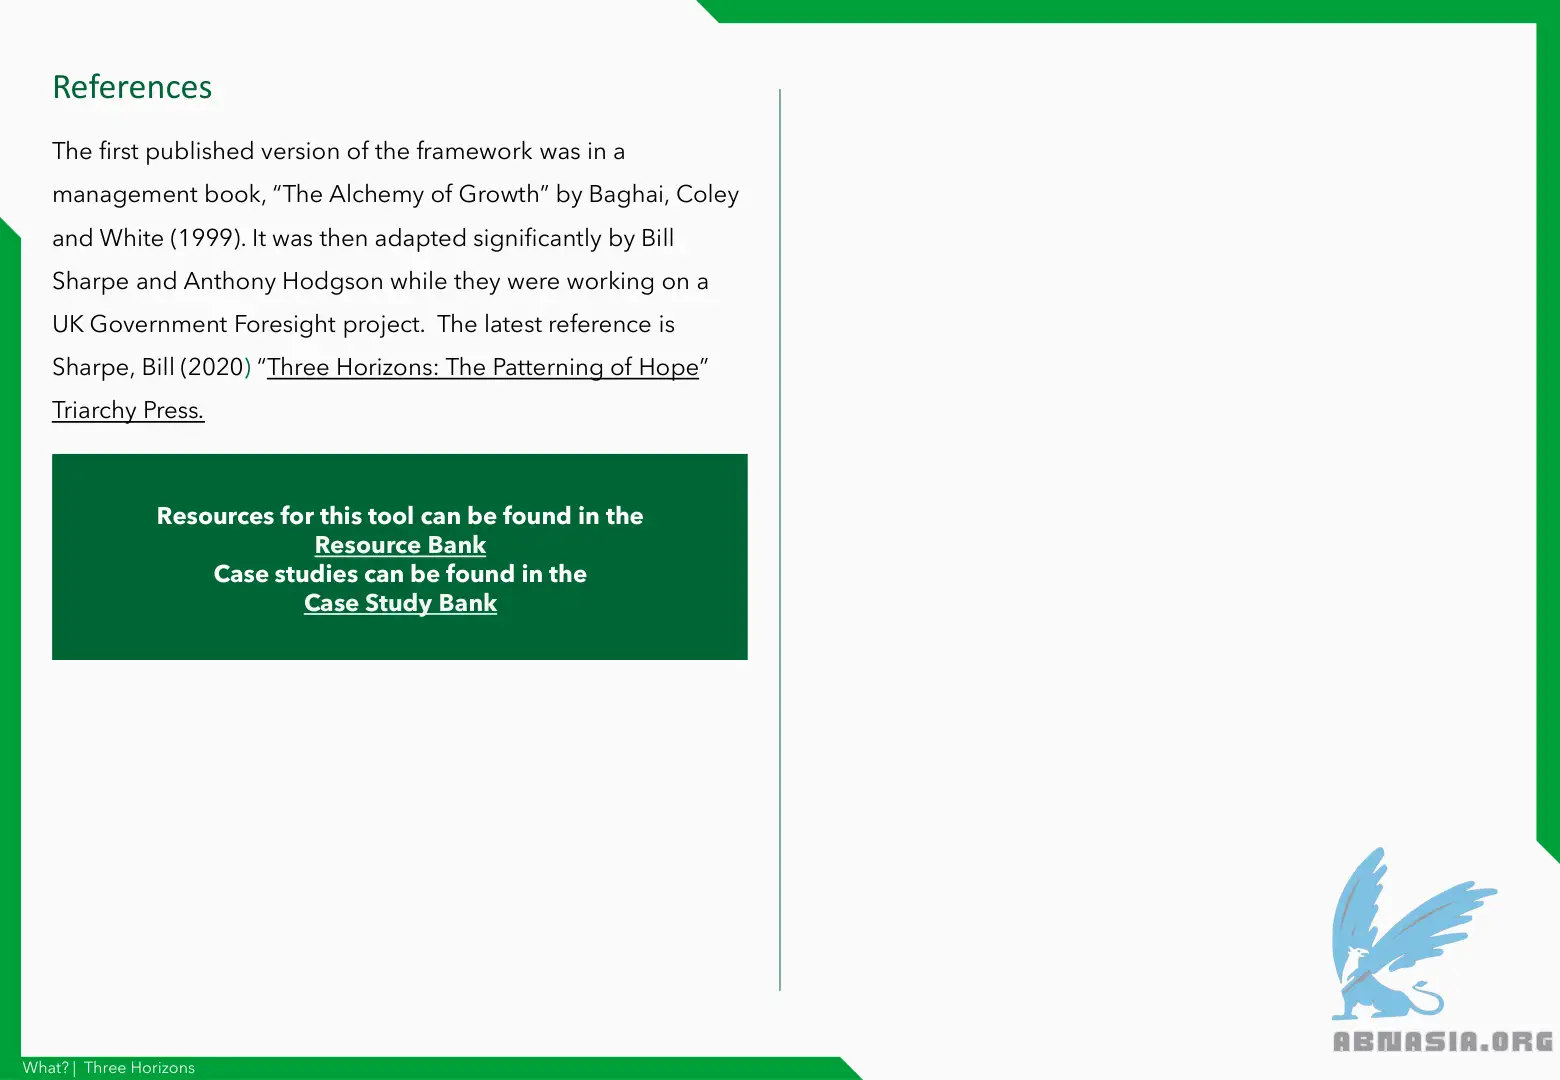 References
The first published version of the framework was in a
management book, “The Alchemy of Growth” by Baghai, Coley
and White (1999). It was then adapted significantly by Bill
Sharpe and Anthony Hodgson while they were working on a
UK Government Foresight project.  The latest reference is
Sharpe, Bill (2020) “Three Horizons: The Patterning of Hope”
Triarchy Press.
Resources for this tool can be found in the
Resource Bank
Case studies can be found in the
Case Study Bank
ABNASIA.ORG
What? |  Three Horizons